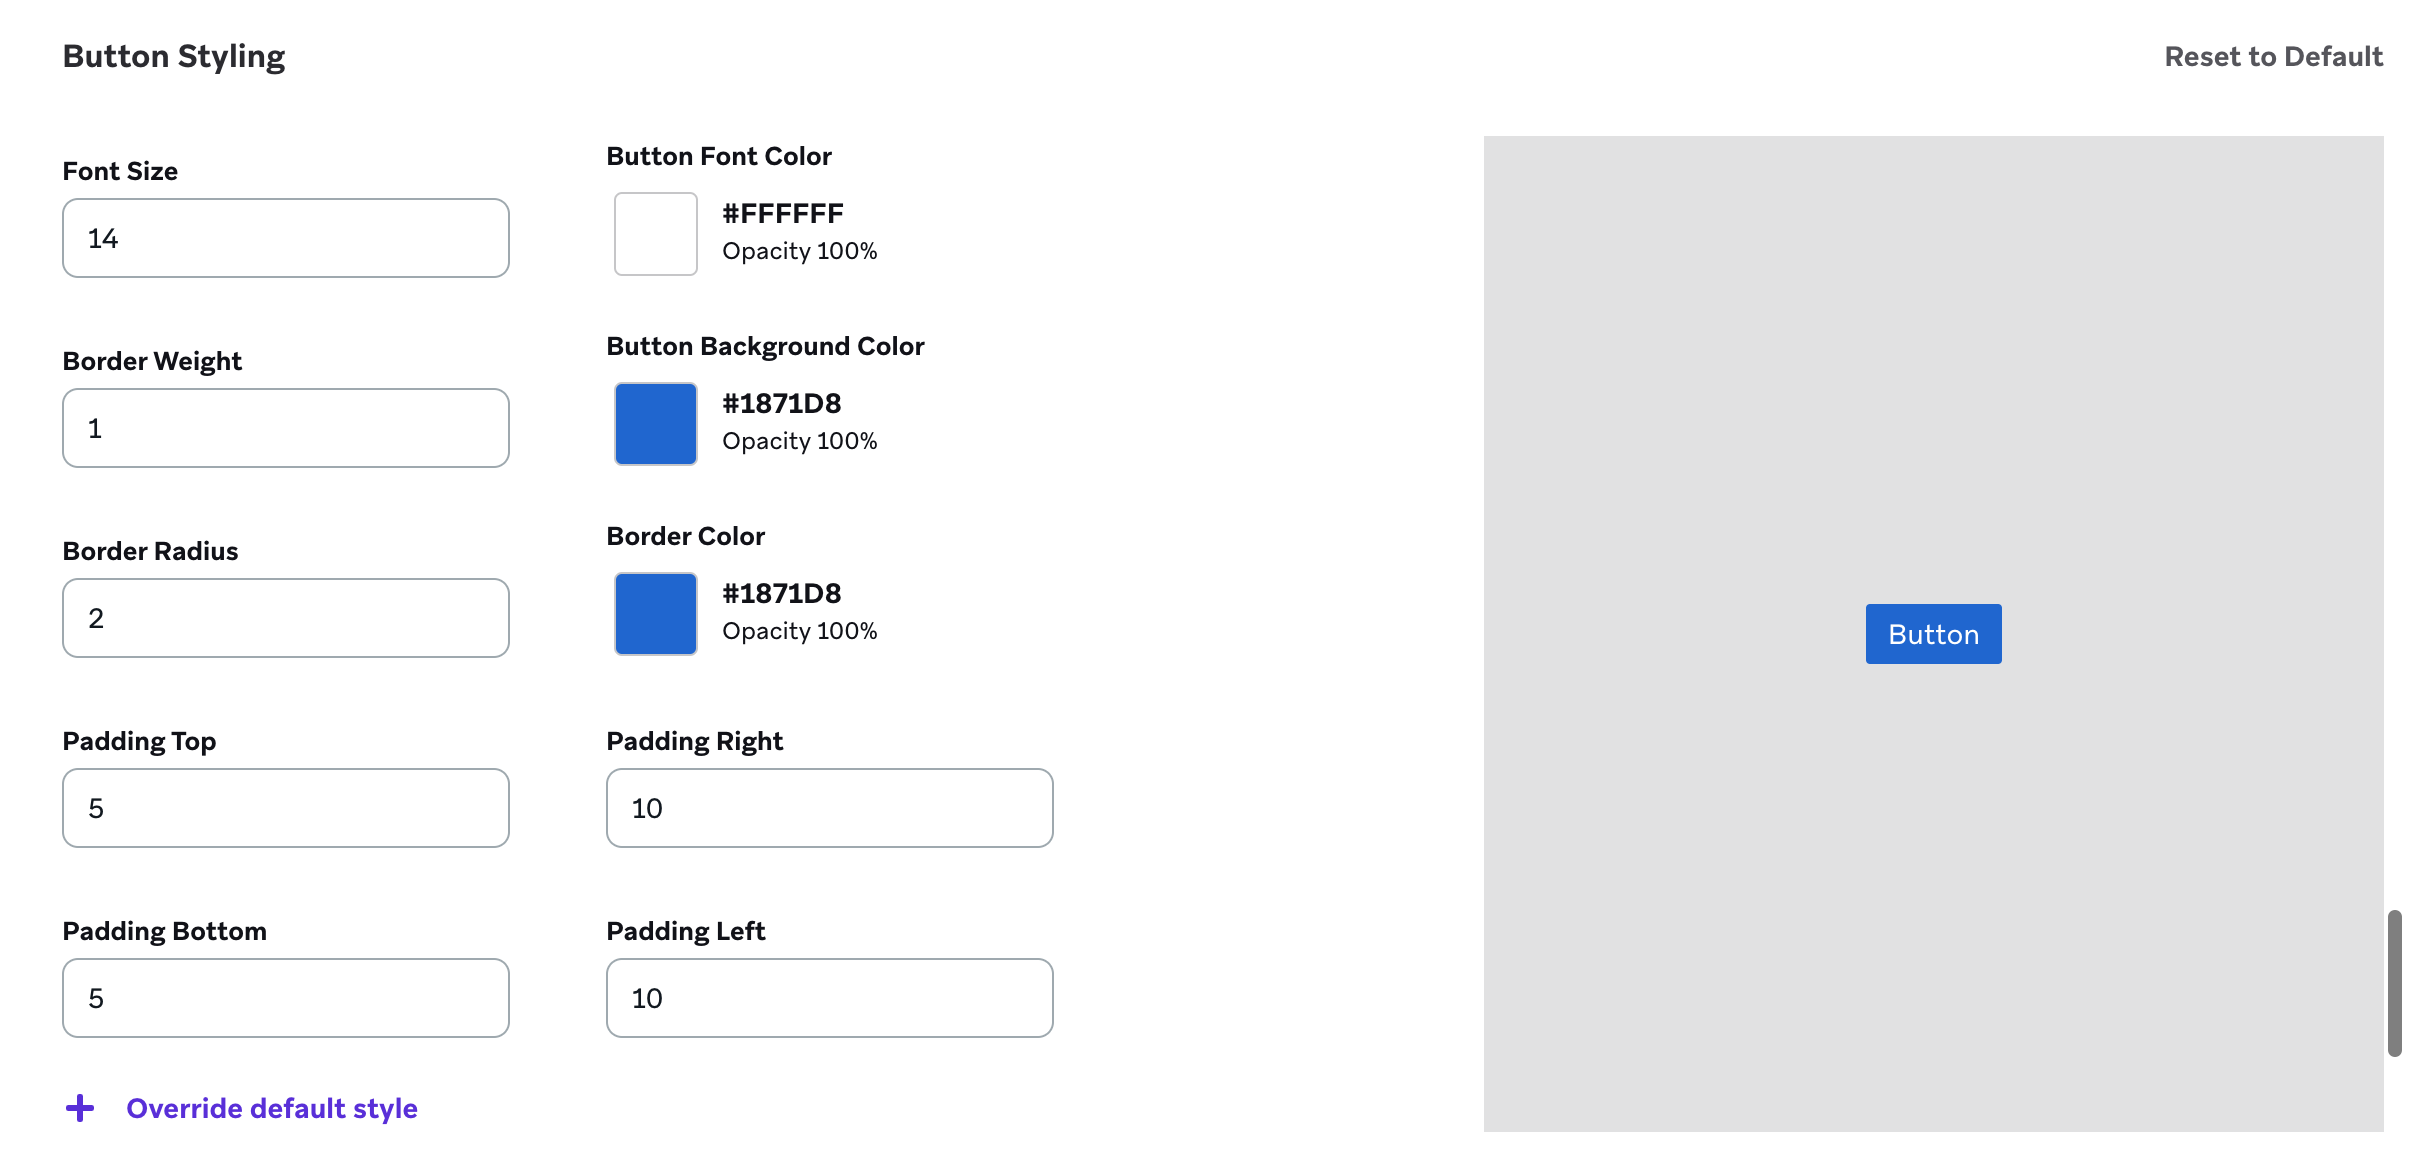 Button Styling
Reset to Default
Font Size
14
Button Font Color
#FFFFFF
Opacity 100%
Border Weight
1
Button Background Color
#1871D8
Opacity 100%
Border Radius
2
Border Color
#1871D8
Opacity 100%
Padding Top
5
Padding Right
10
Padding Bottom
5
Padding Left
10
Override default style
Button